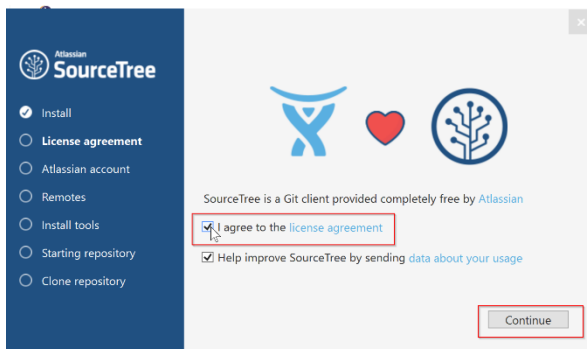 Atlassian
SourceTree
Install
License agreement
Atlassian account
Remotes
Install tools
Starting repository
Clone repository
SourceTree is a Git client provided completely free by Atlassian
I agree to the license agreement
Help improve SourceTree by sending data about your usage
Continue